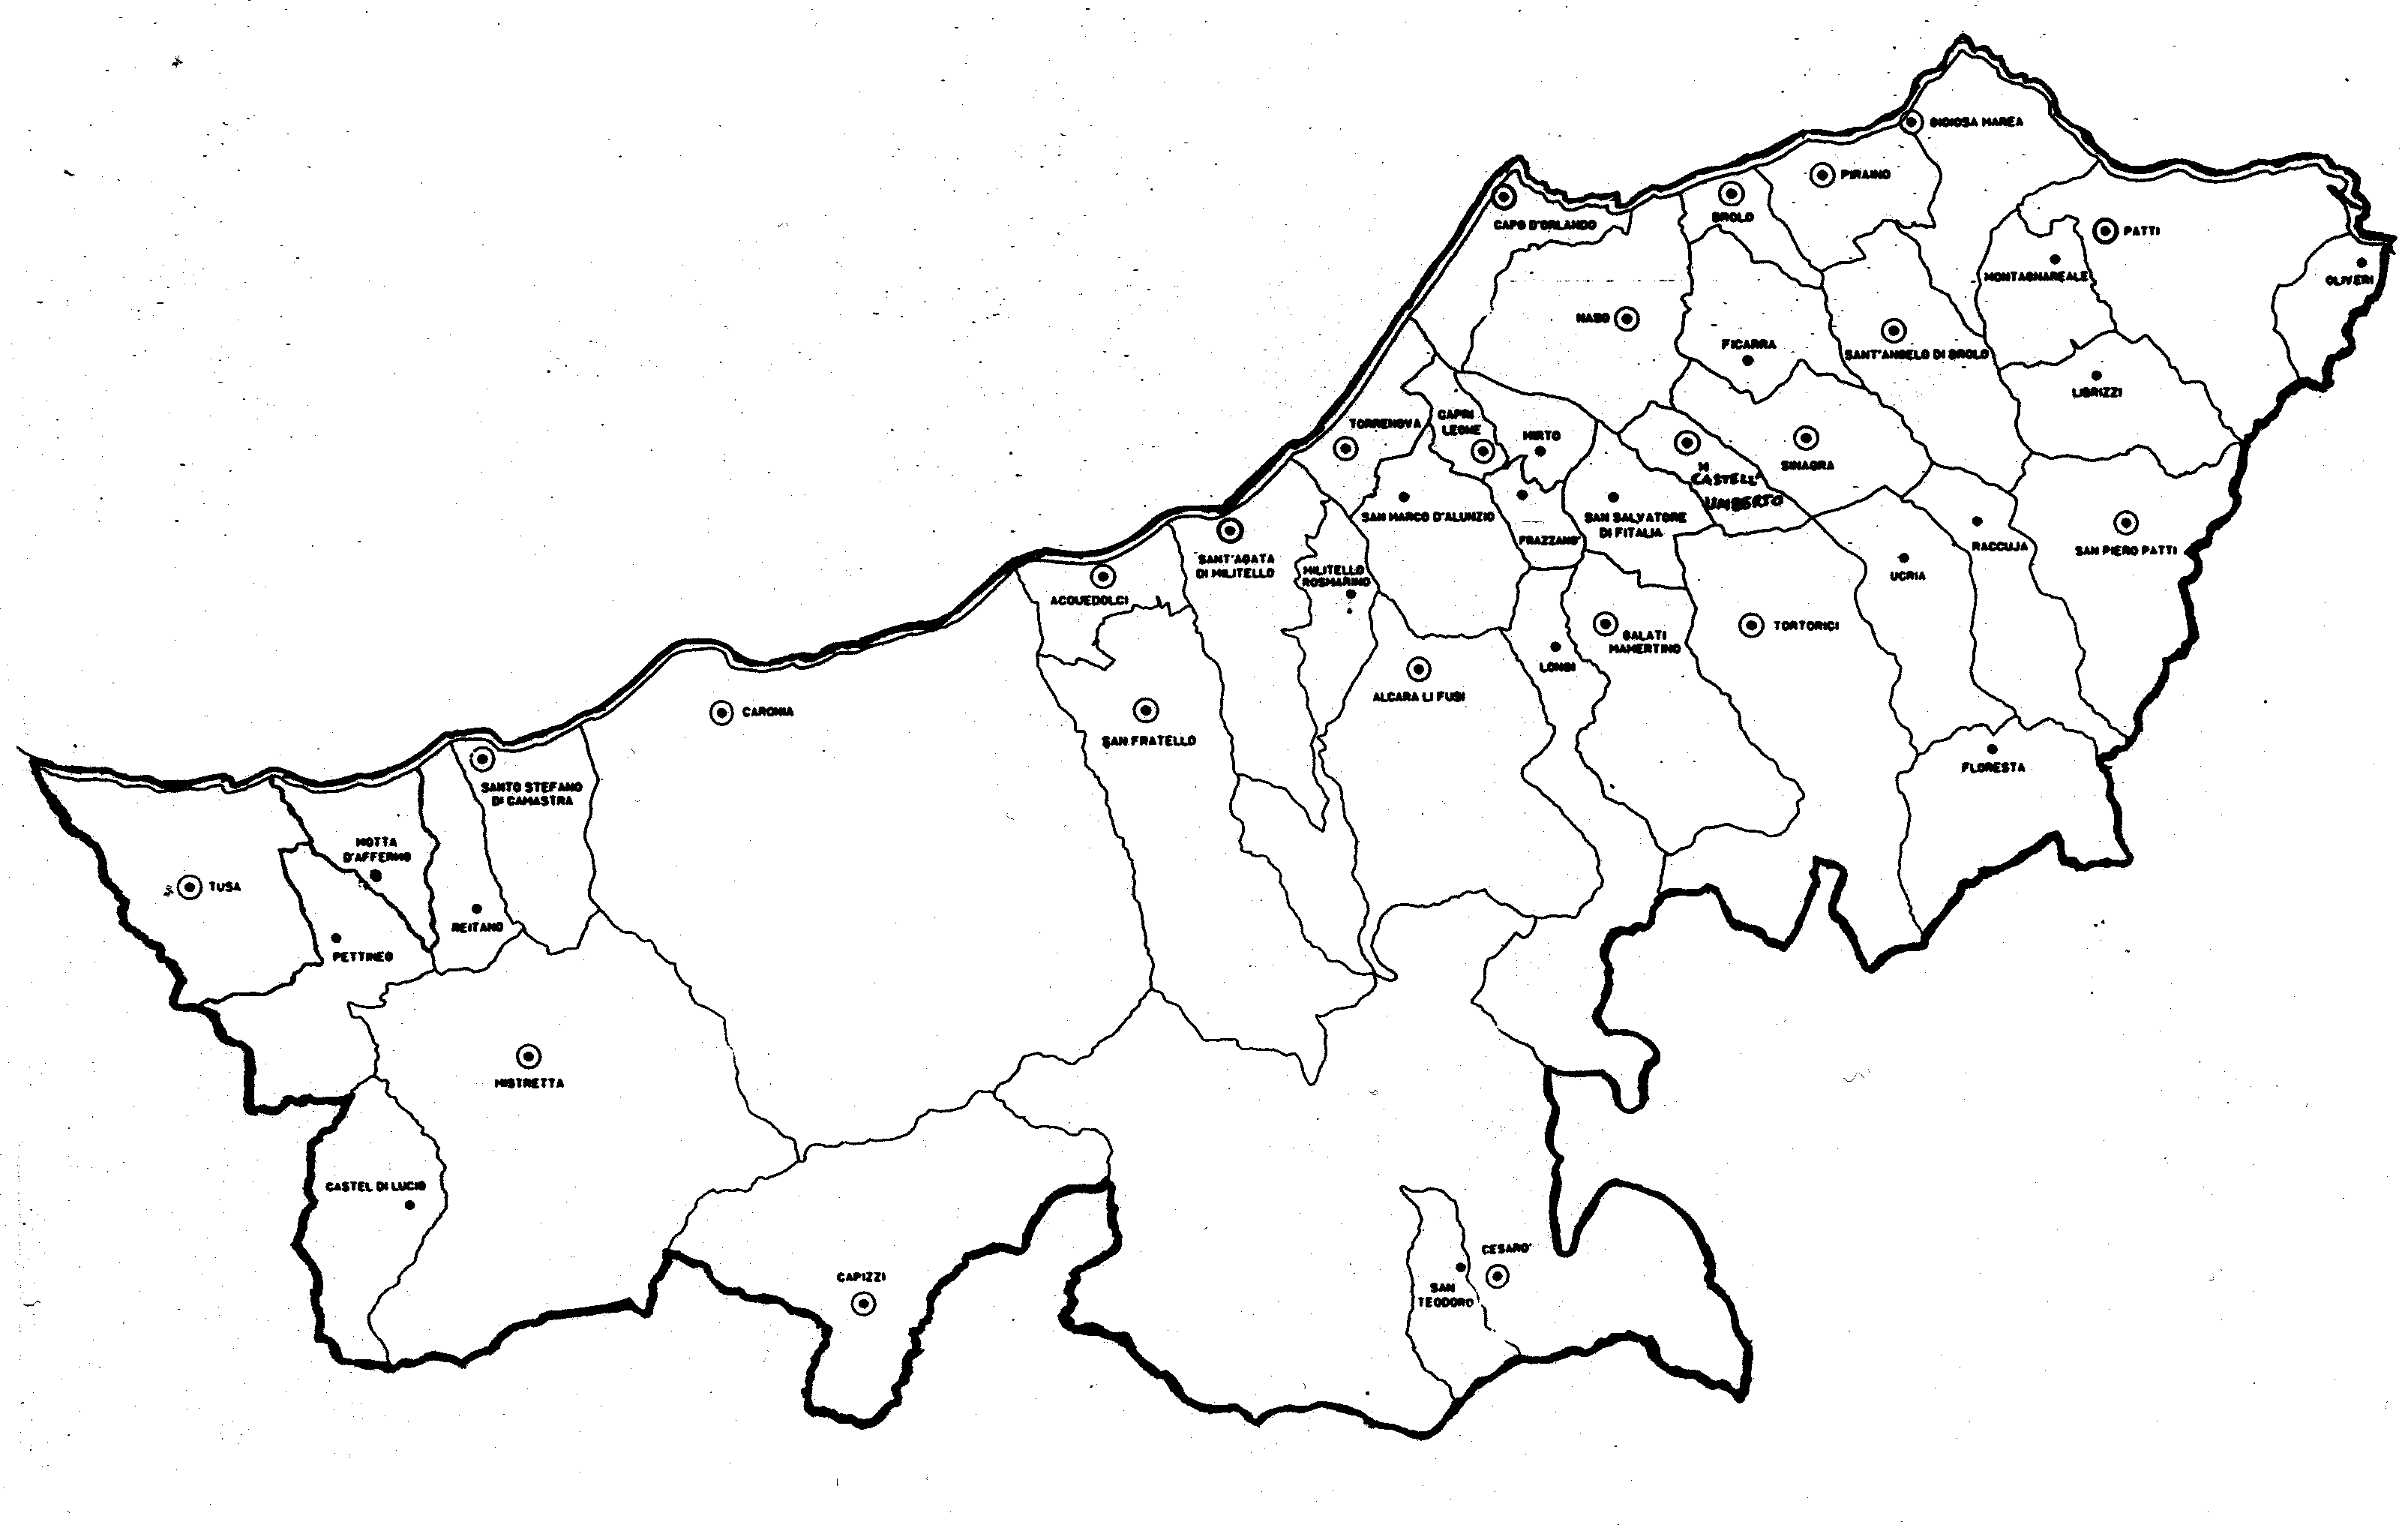 GIOIOSA MAREA
PIRAINO
BROLO
CAPO D'ORLANDO
PATTI
MONTAGNAREALE
OLIVERI
NASO
FICARRA
SANT'ANGELO DI BROLO
LIBRIZZI
TORRENOVA
CAPRI
LEONE
MIRTO
SINAGRA
CASTELL'
UMBERTO
SAN MARCO D'ALUNZIO
SAN SALVATORE
DI FITALIA
FRAZZANO'
RACCUJA
SAN PIERO PATTI
UCRIA
SANT'AGATA
DI MILITELLO
MILITELLO
ROSMARINO
ACQUEDOLCI
TORTORICI
GALATI
MAMERTINO
LONGI
ALCARA LI FUSI
CARONIA
SAN FRATELLO
FLORESTA
SANTO STEFANO
DI CAMASTRA
MOTTA
D'AFFERMO
TUSA
REITANO
PETTINEO
MISTRETTA
CASTEL DI LUCIO
CAPIZZI
CESARO'
SAN
TEODORO